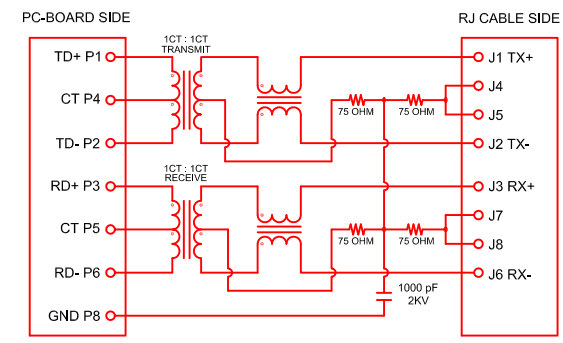 PC-BOARD SIDE
RJ CABLE SIDE
1CT : 1CT
TRANSMIT
TD+ P1
J1 TX+
J4
CT P4
75 OHM
75 OHM
J5
TD- P2
J2 TX-
1CT : 1CT
RECEIVE
RD+ P3
J3 RX+
J7
CT P5
75 OHM
75 OHM
J8
RD- P6
J6 RX-
1000 pF
2KV
GND P8